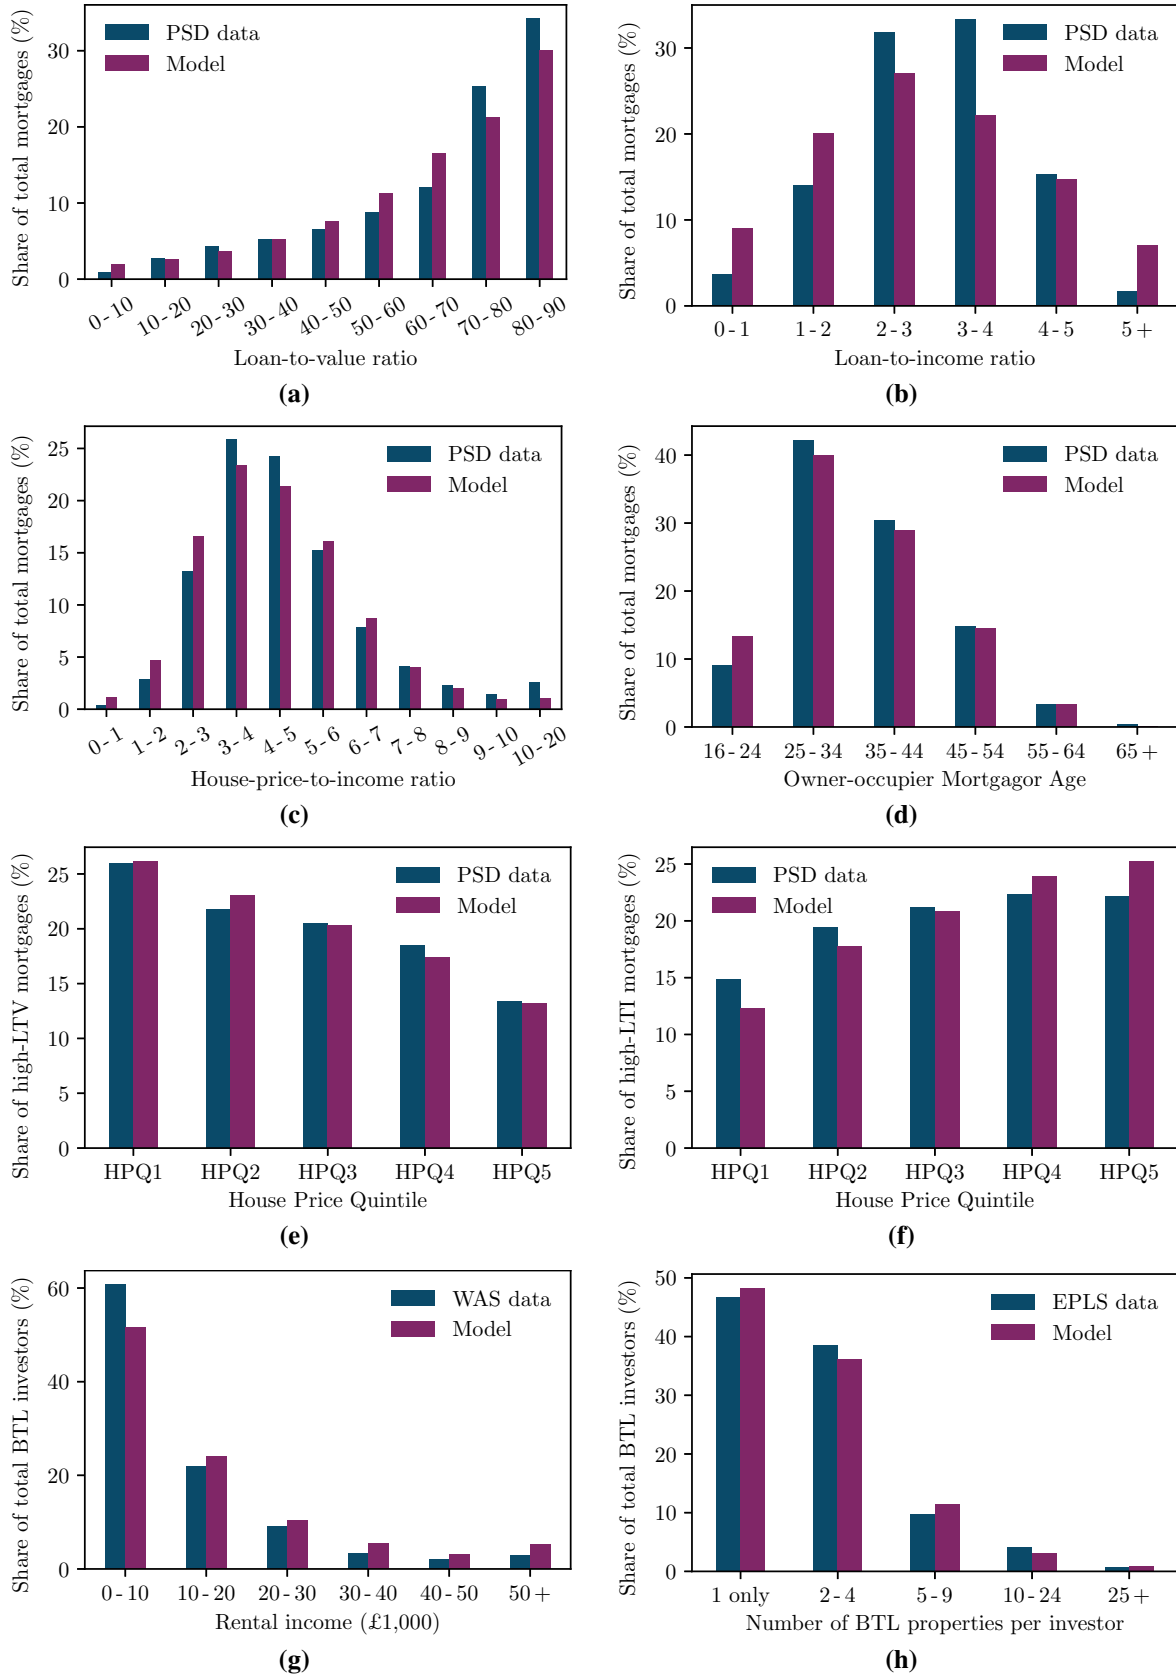 Share of total mortgages (%)
30
20
10
0
PSD data
Model
0-10
10-20
20-30
30-40
40-50
50-60
60-70
70-80
80-90
Loan-to-value ratio
(a)
Share of total mortgages (%)
30
20
10
0
PSD data
Model
0-1
1-2
2-3
3-4
4-5
5+
Loan-to-income ratio
(b)
Share of total mortgages (%)
25
20
15
10
5
0
PSD data
Model
0-1
1-2
2-3
3-4
4-5
5-6
6-7
7-8
8-9
9-10
10-20
House-price-to-income ratio
(c)
Share of total mortgages (%)
40
30
20
10
0
PSD data
Model
16-24
25-34
35-44
45-54
55-64
65+
Owner-occupier Mortgagor Age
(d)
Share of high-LTV mortgages (%)
25
20
15
10
5
0
PSD data
Model
HPQ1
HPQ2
HPQ3
HPQ4
HPQ5
House Price Quintile
(e)
Share of high-LTI mortgages (%)
25
20
15
10
5
0
PSD data
Model
HPQ1
HPQ2
HPQ3
HPQ4
HPQ5
House Price Quintile
(f)
Share of total BTL investors (%)
60
40
20
0
WAS data
Model
0-10
10-20
20-30
30-40
40-50
50+
Rental income (£1,000)
(g)
Share of total BTL investors (%)
50
40
30
20
10
0
EPLS data
Model
1 only
2-4
5-9
10-24
25+
Number of BTL properties per investor
(h)